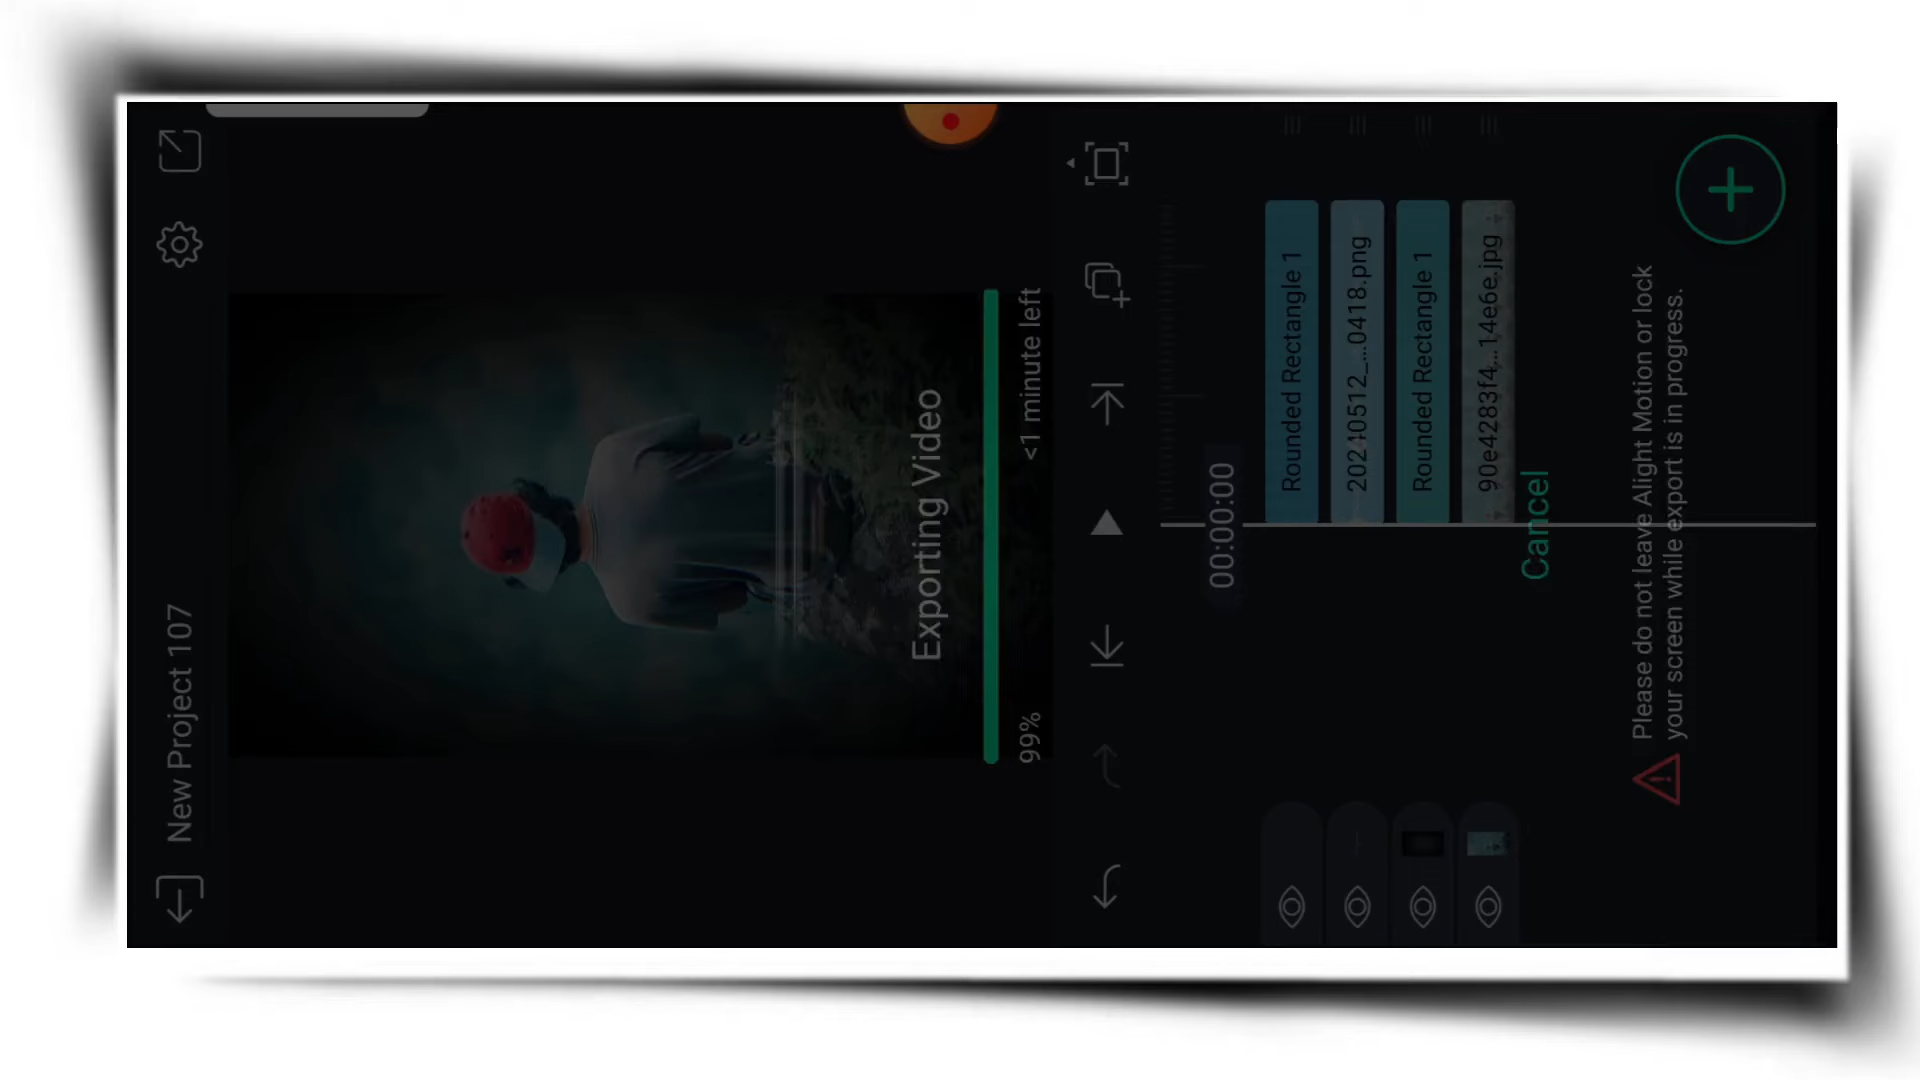 New Project 107
Exporting Video
99%
<1 minute left
00:00:00
Rounded Rectangle 1
20240512_...0418.png
Rounded Rectangle 1
90e4283f4...14e6e.jpg
Cancel
Please do not leave Alight Motion or lock
your screen while export is in progress.